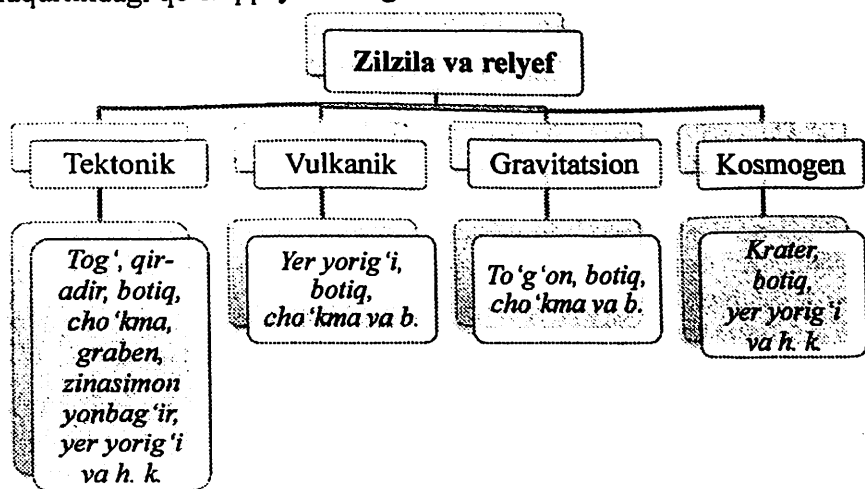 Zilzila va relyef
Tektonik
Vulkanik
Gravitatsion
Kosmogen
Tog‘, qir-
adir, botiq,
cho‘kma,
graben,
zinasimon
yonbag‘ir,
yer yorig‘i
va h. k.
Yer yorig‘i,
botiq,
cho‘kma va b.
To‘g‘on, botiq,
cho‘kma va b.
Krater,
botiq,
yer yorig‘i
va h. k.